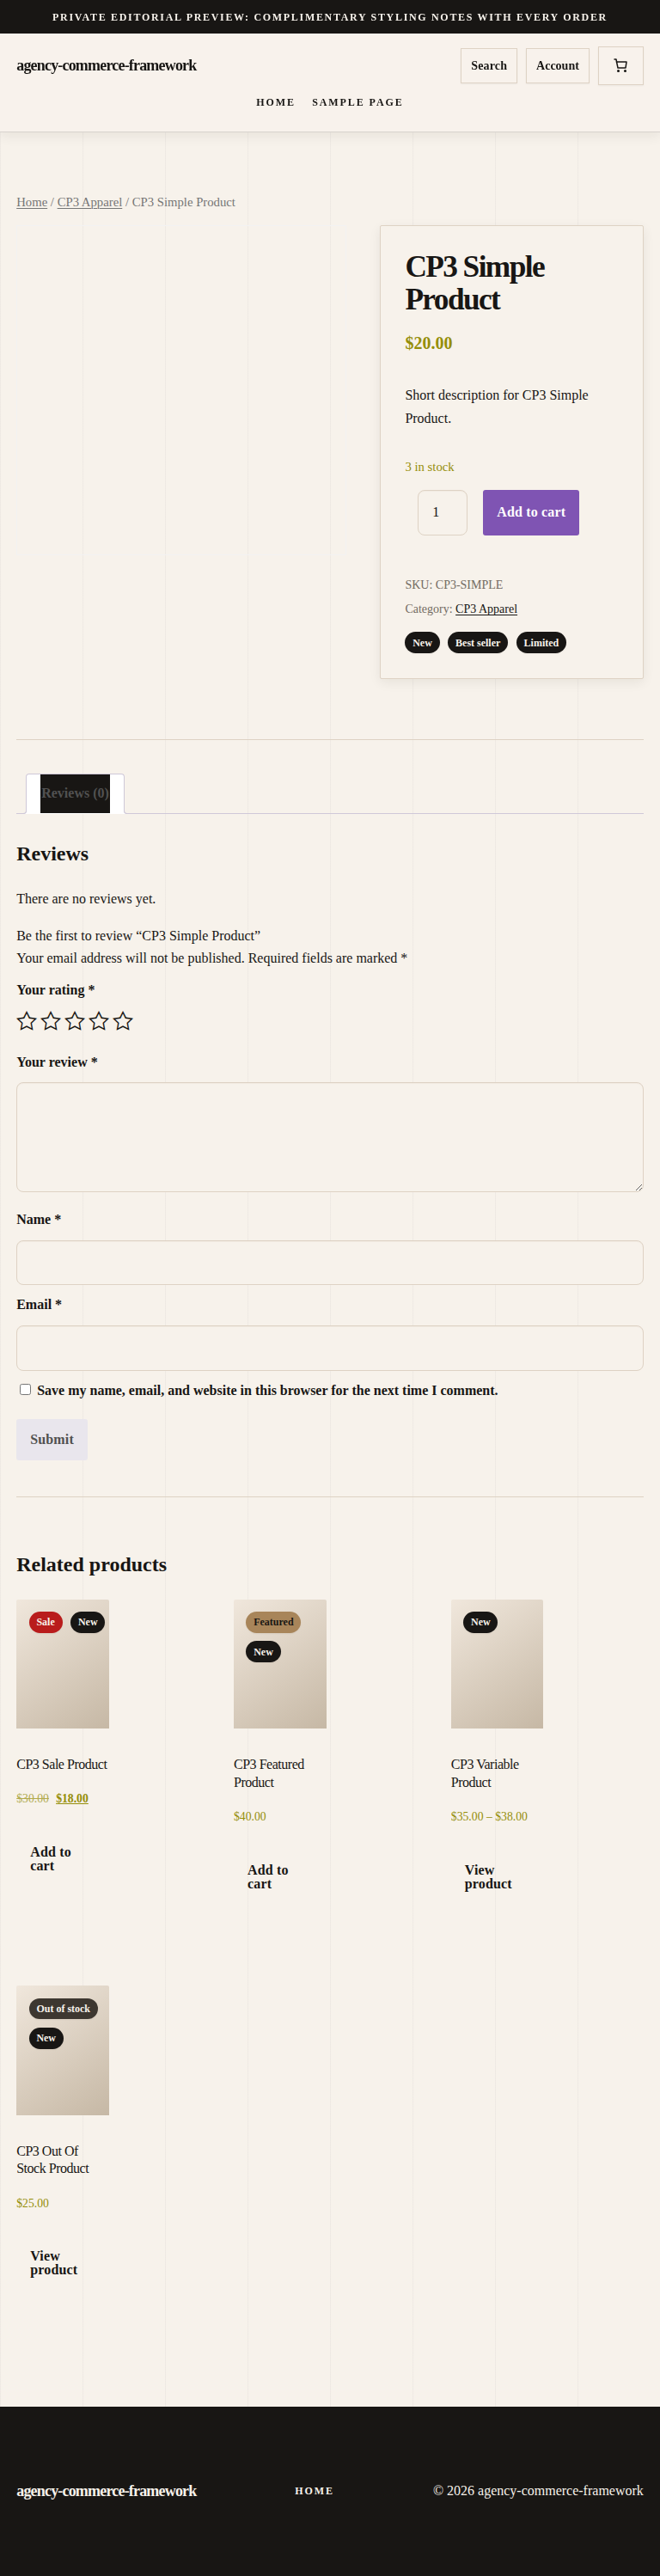 PRIVATE EDITORIAL PREVIEW: COMPLIMENTARY STYLING NOTES WITH EVERY ORDER
agency-commerce-framework
Search
Account
HOME
SAMPLE PAGE
Home / CP3 Apparel / CP3 Simple Product
CP3 Simple
Product
$20.00
Short description for CP3 Simple
Product.
3 in stock
1
Add to cart
SKU: CP3-SIMPLE
Category: CP3 Apparel
New
Best seller
Limited
Reviews (0)
Reviews
There are no reviews yet.
Be the first to review “CP3 Simple Product”
Your email address will not be published. Required fields are marked *
Your rating *
Your review *
Name *
Email *
Save my name, email, and website in this browser for the next time I comment.
Submit
Related products
Sale
New
CP3 Sale Product
$30.00 $18.00
Add to
cart
Featured
New
CP3 Featured
Product
$40.00
Add to
cart
New
CP3 Variable
Product
$35.00 – $38.00
View
product
Out of stock
New
CP3 Out Of
Stock Product
$25.00
View
product
agency-commerce-framework
HOME
© 2026 agency-commerce-framework